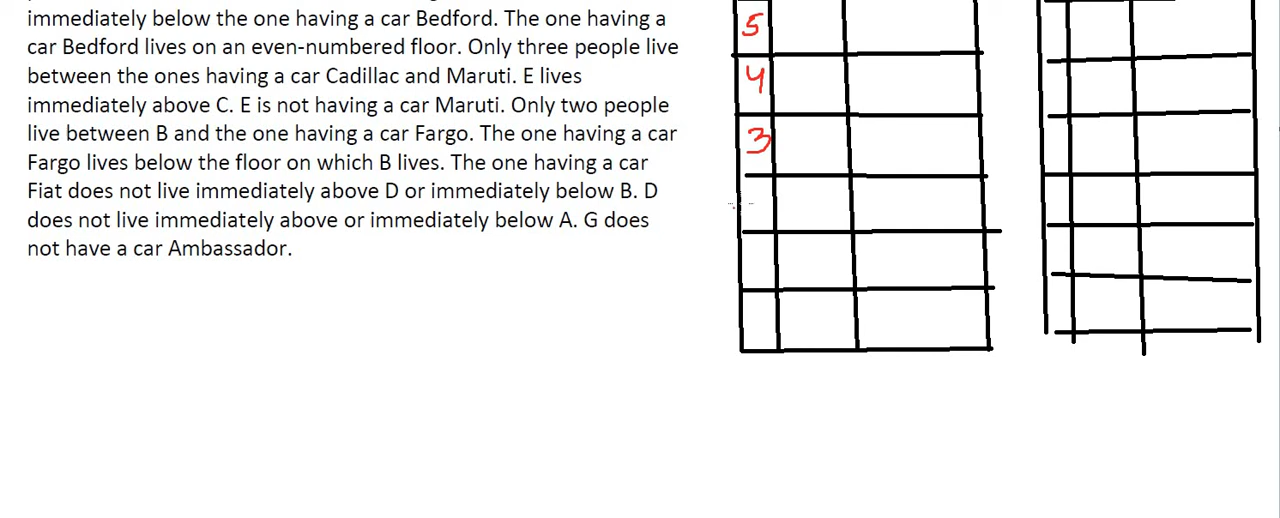 immediately below the one having a car Bedford. The one having a
car Bedford lives on an even-numbered floor. Only three people live
between the ones having a car Cadillac and Maruti. E lives
immediately above C. E is not having a car Maruti. Only two people
live between B and the one having a car Fargo. The one having a car
Fargo lives below the floor on which B lives. The one having a car
Fiat does not live immediately above D or immediately below B. D
does not live immediately above or immediately below A. G does
not have a car Ambassador.
5
4
3